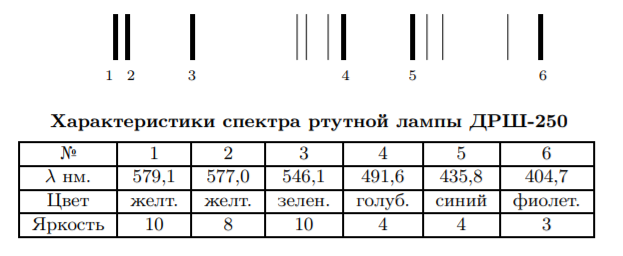 1 2 3 4 5 6
Характеристики спектра ртутной лампы ДРШ-250
№ 1 2 3 4 5 6
λ нм. 579,1 577,0 546,1 491,6 435,8 404,7
Цвет желт. желт. зелен. голуб. синий фиолет.
Яркость 10 8 10 4 4 3